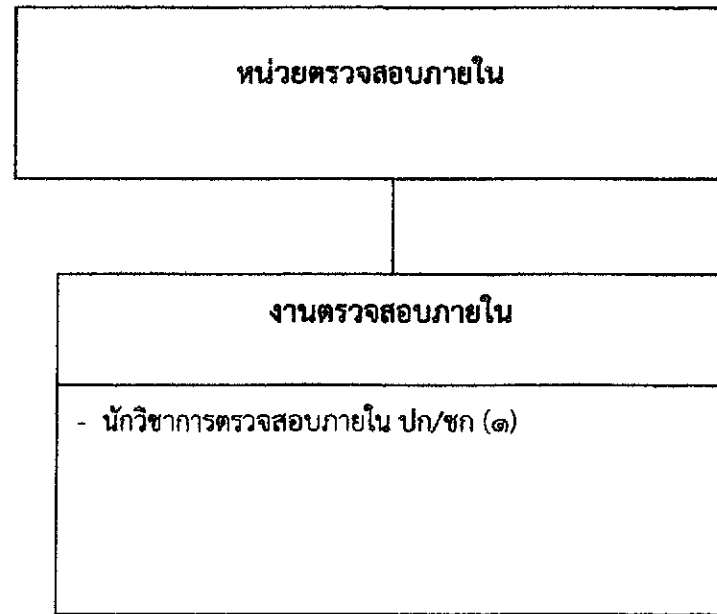 หน่วยตรวจสอบภายใน
งานตรวจสอบภายใน
- นักวิชาการตรวจสอบภายใน ปก/ชก (๑)